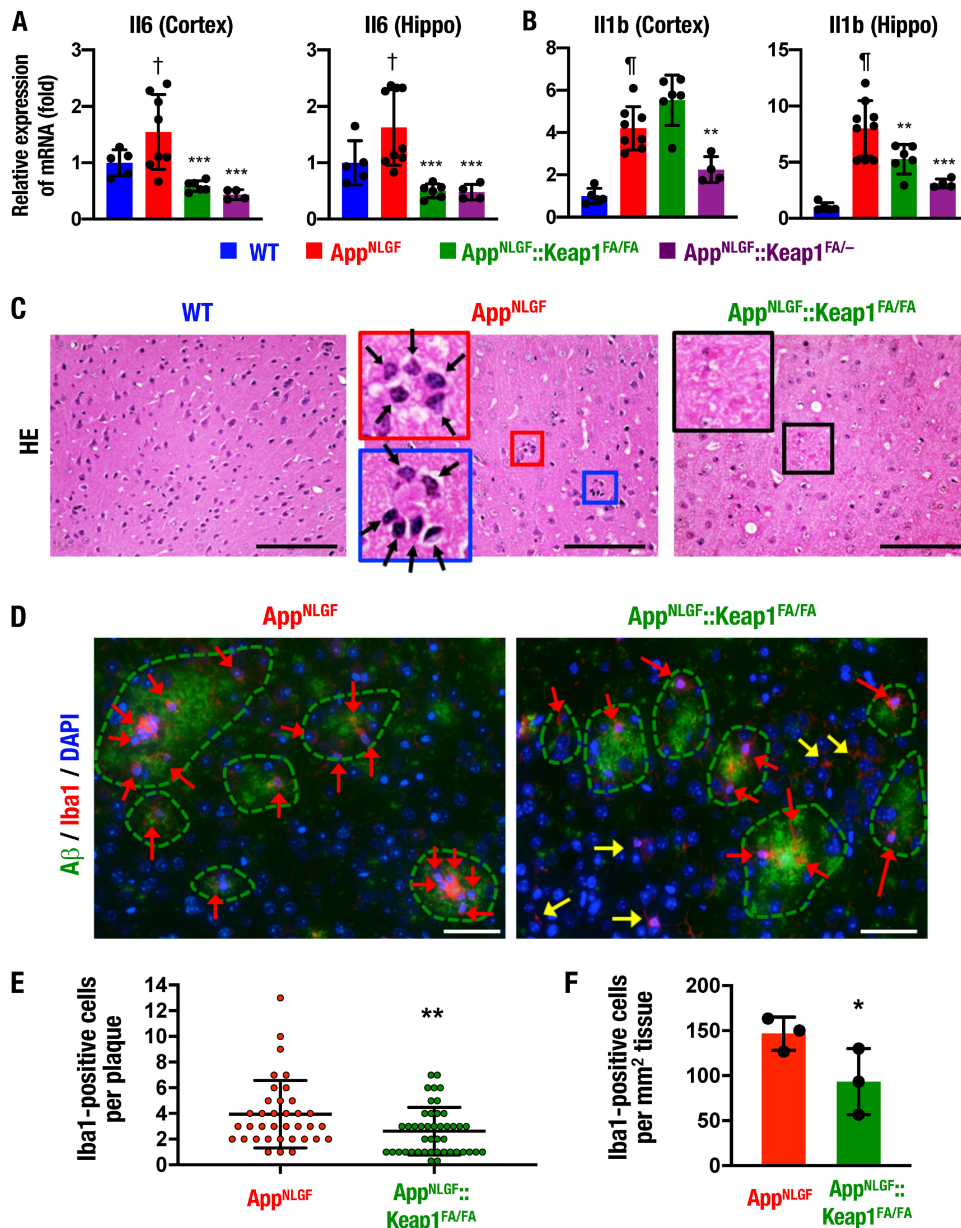 A
Il6 (Cortex)
Il6 (Hippo)
B
Il1b (Cortex)
Il1b (Hippo)
Relative expression
of mRNA (fold)
3
2
1
0
†
***
***
3
2
1
0
†
***
***
8
6
4
2
0
¶
**
15
10
5
0
¶
**
***
WT
App^NLGF
App^NLGF::Keap1^FA/FA
App^NLGF::Keap1^FA/–
C
WT
App^NLGF
App^NLGF::Keap1^FA/FA
HE
D
App^NLGF
App^NLGF::Keap1^FA/FA
Aβ / Iba1 / DAPI
E
Iba1-positive cells
per plaque
14
12
10
8
6
4
2
0
**
App^NLGF
App^NLGF::
Keap1^FA/FA
F
Iba1-positive cells
per mm² tissue
200
150
100
50
0
*
App^NLGF
App^NLGF::
Keap1^FA/FA